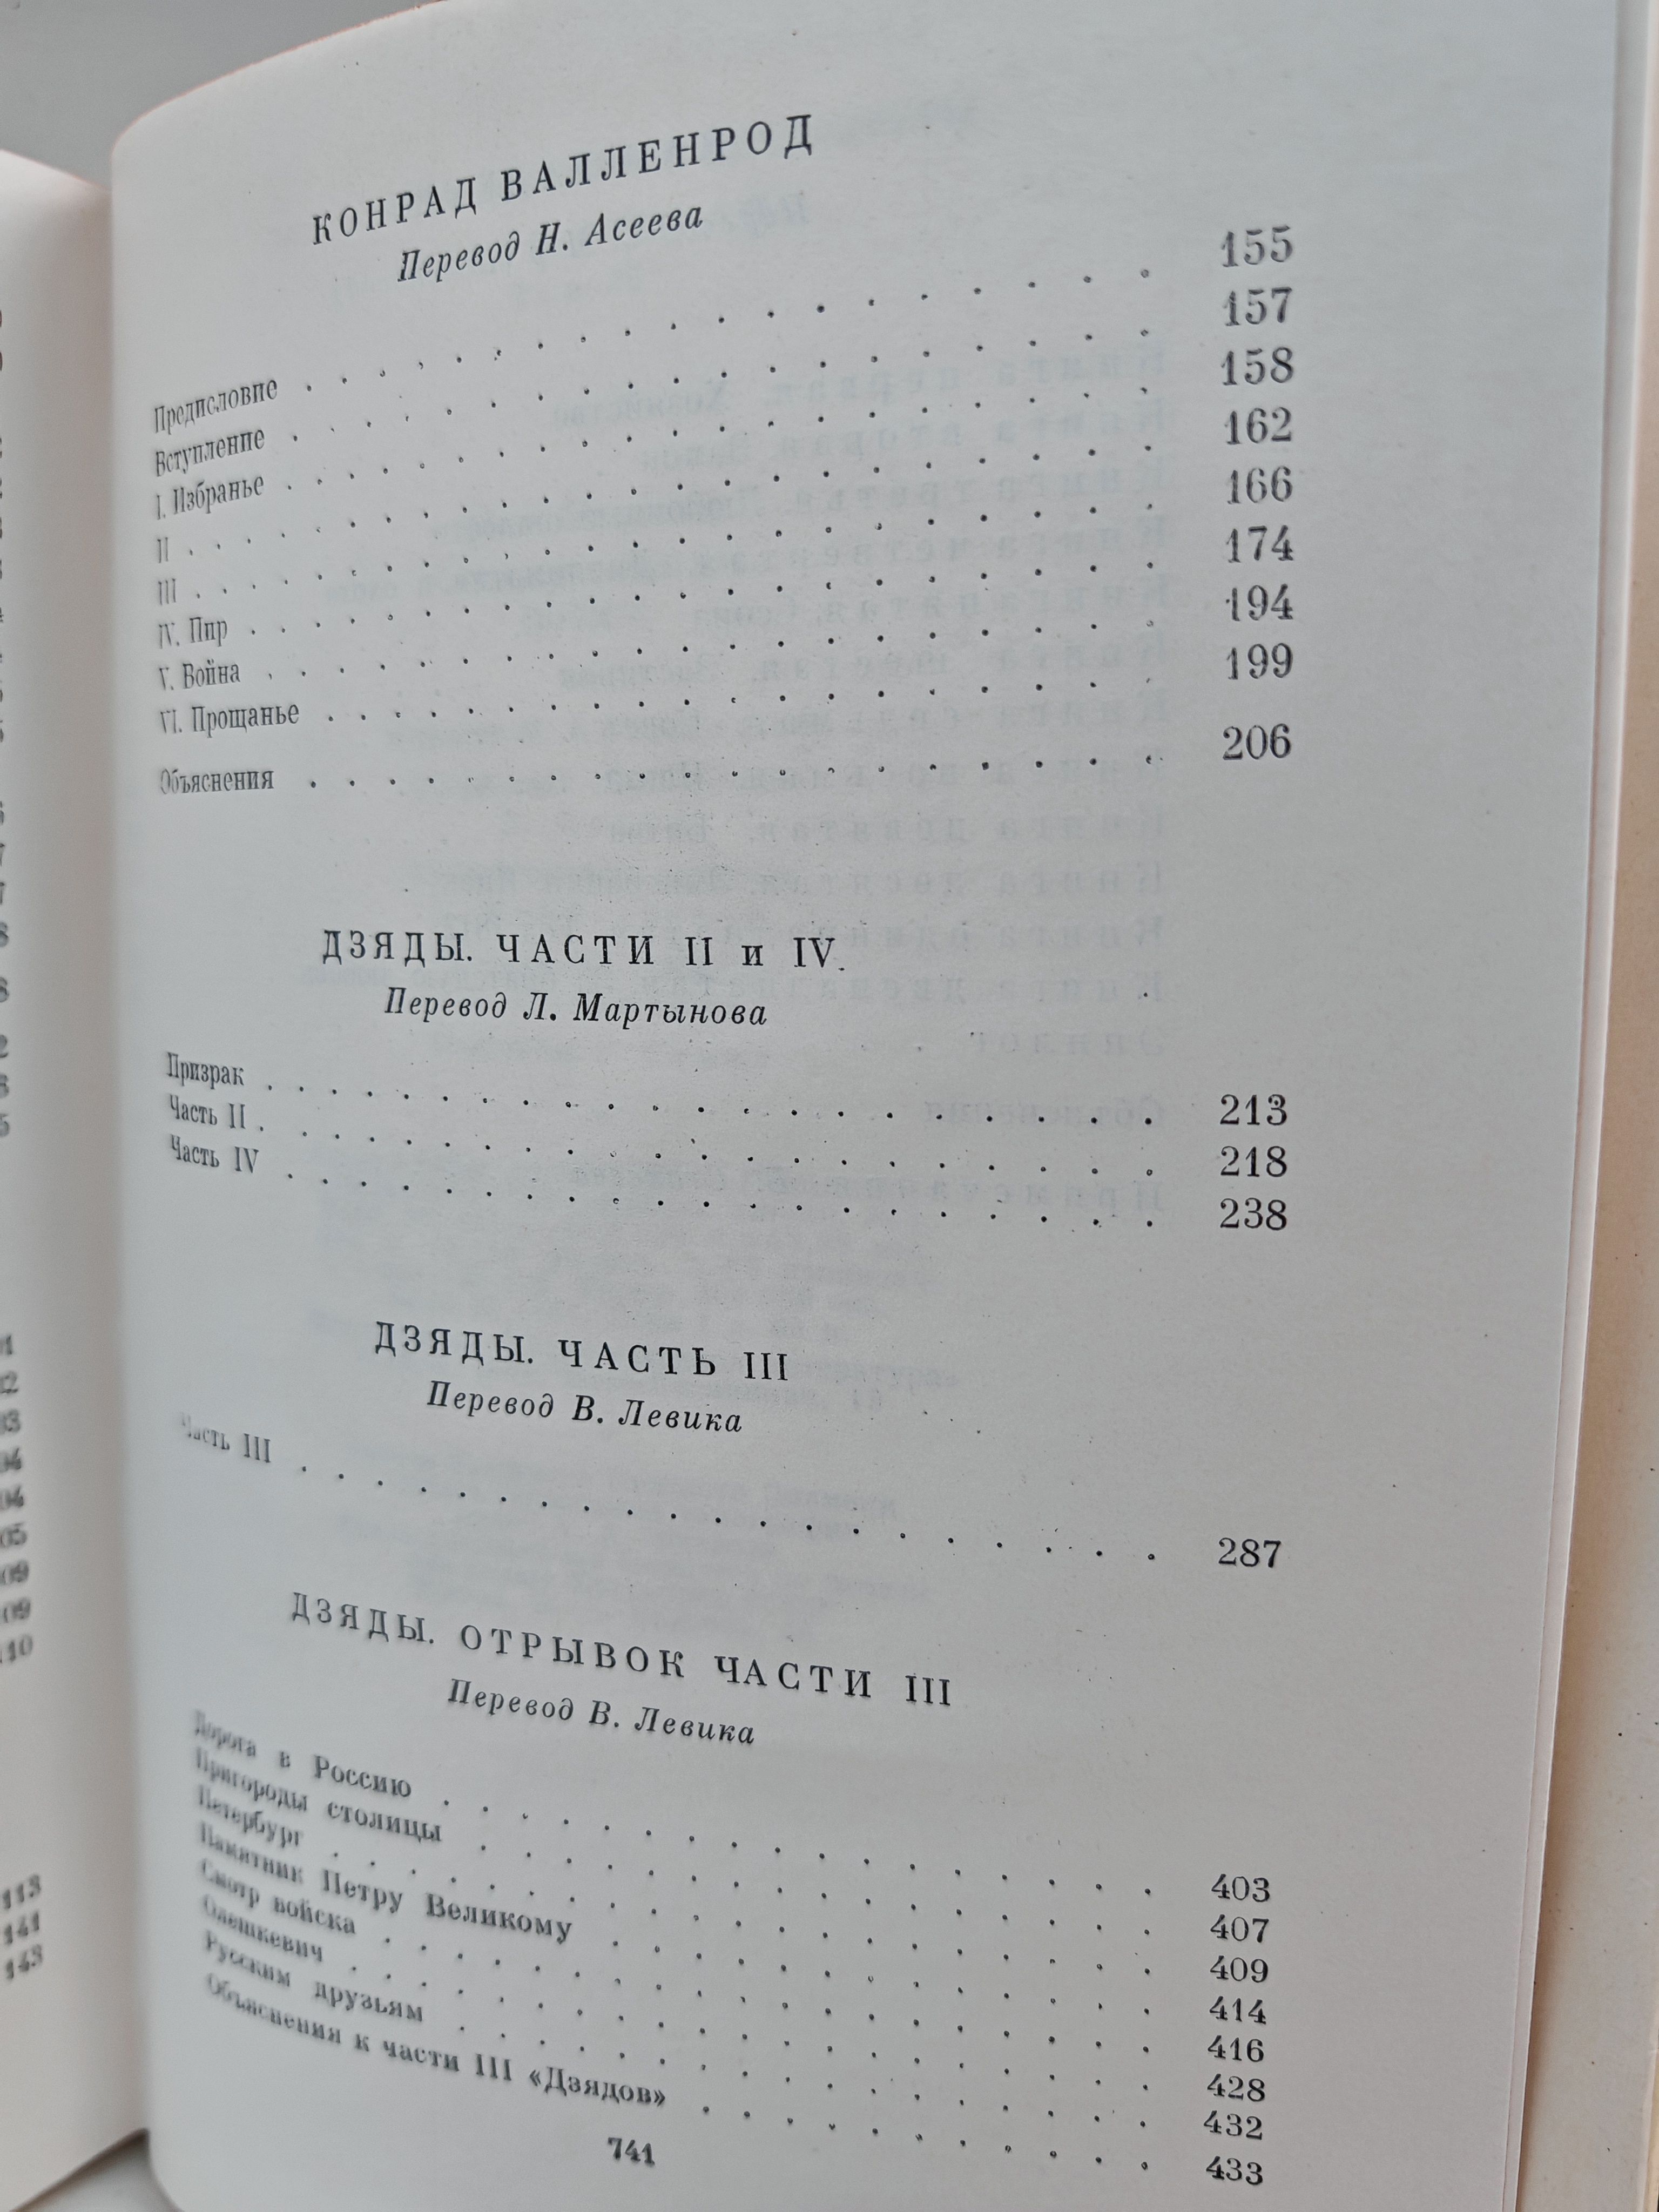 КОНРАД ВАЛЛЕНРОД
Перевод Н. Асеева
Предисловие . . . . . . . . . . . . . . . . . 155
Вступление . . . . . . . . . . . . . . . . . 157
I. Избранье . . . . . . . . . . . . . . . . . 158
II . . . . . . . . . . . . . . . . . . . . 162
III . . . . . . . . . . . . . . . . . . . . 166
IV. Пир . . . . . . . . . . . . . . . . . . 174
V. Война . . . . . . . . . . . . . . . . . . 194
VI. Прощанье . . . . . . . . . . . . . . . . 199
Объяснения . . . . . . . . . . . . . . . . . 206
ДЗЯДЫ. ЧАСТИ II и IV.
Перевод Л. Мартынова
Призрак . . . . . . . . . . . . . . . . . . 213
Часть II . . . . . . . . . . . . . . . . . . 218
Часть IV . . . . . . . . . . . . . . . . . 238
ДЗЯДЫ. ЧАСТЬ III
Перевод В. Левика
Часть III . . . . . . . . . . . . . . . . . . 287
ДЗЯДЫ. ОТРЫВОК ЧАСТИ III
Перевод В. Левика
Дорога в Россию . . . . . . . . . . . . . . . 403
Пригороды столицы . . . . . . . . . . . . . . 407
Петербург . . . . . . . . . . . . . . . . . 409
Памятник Петру Великому . . . . . . . . . . . 414
Смотр войска . . . . . . . . . . . . . . . . 416
Олешкевич . . . . . . . . . . . . . . . . . 428
Русским друзьям . . . . . . . . . . . . . . . 432
Объяснения к части III «Дзядов» . . . . . . . . 433
741
113
141
143